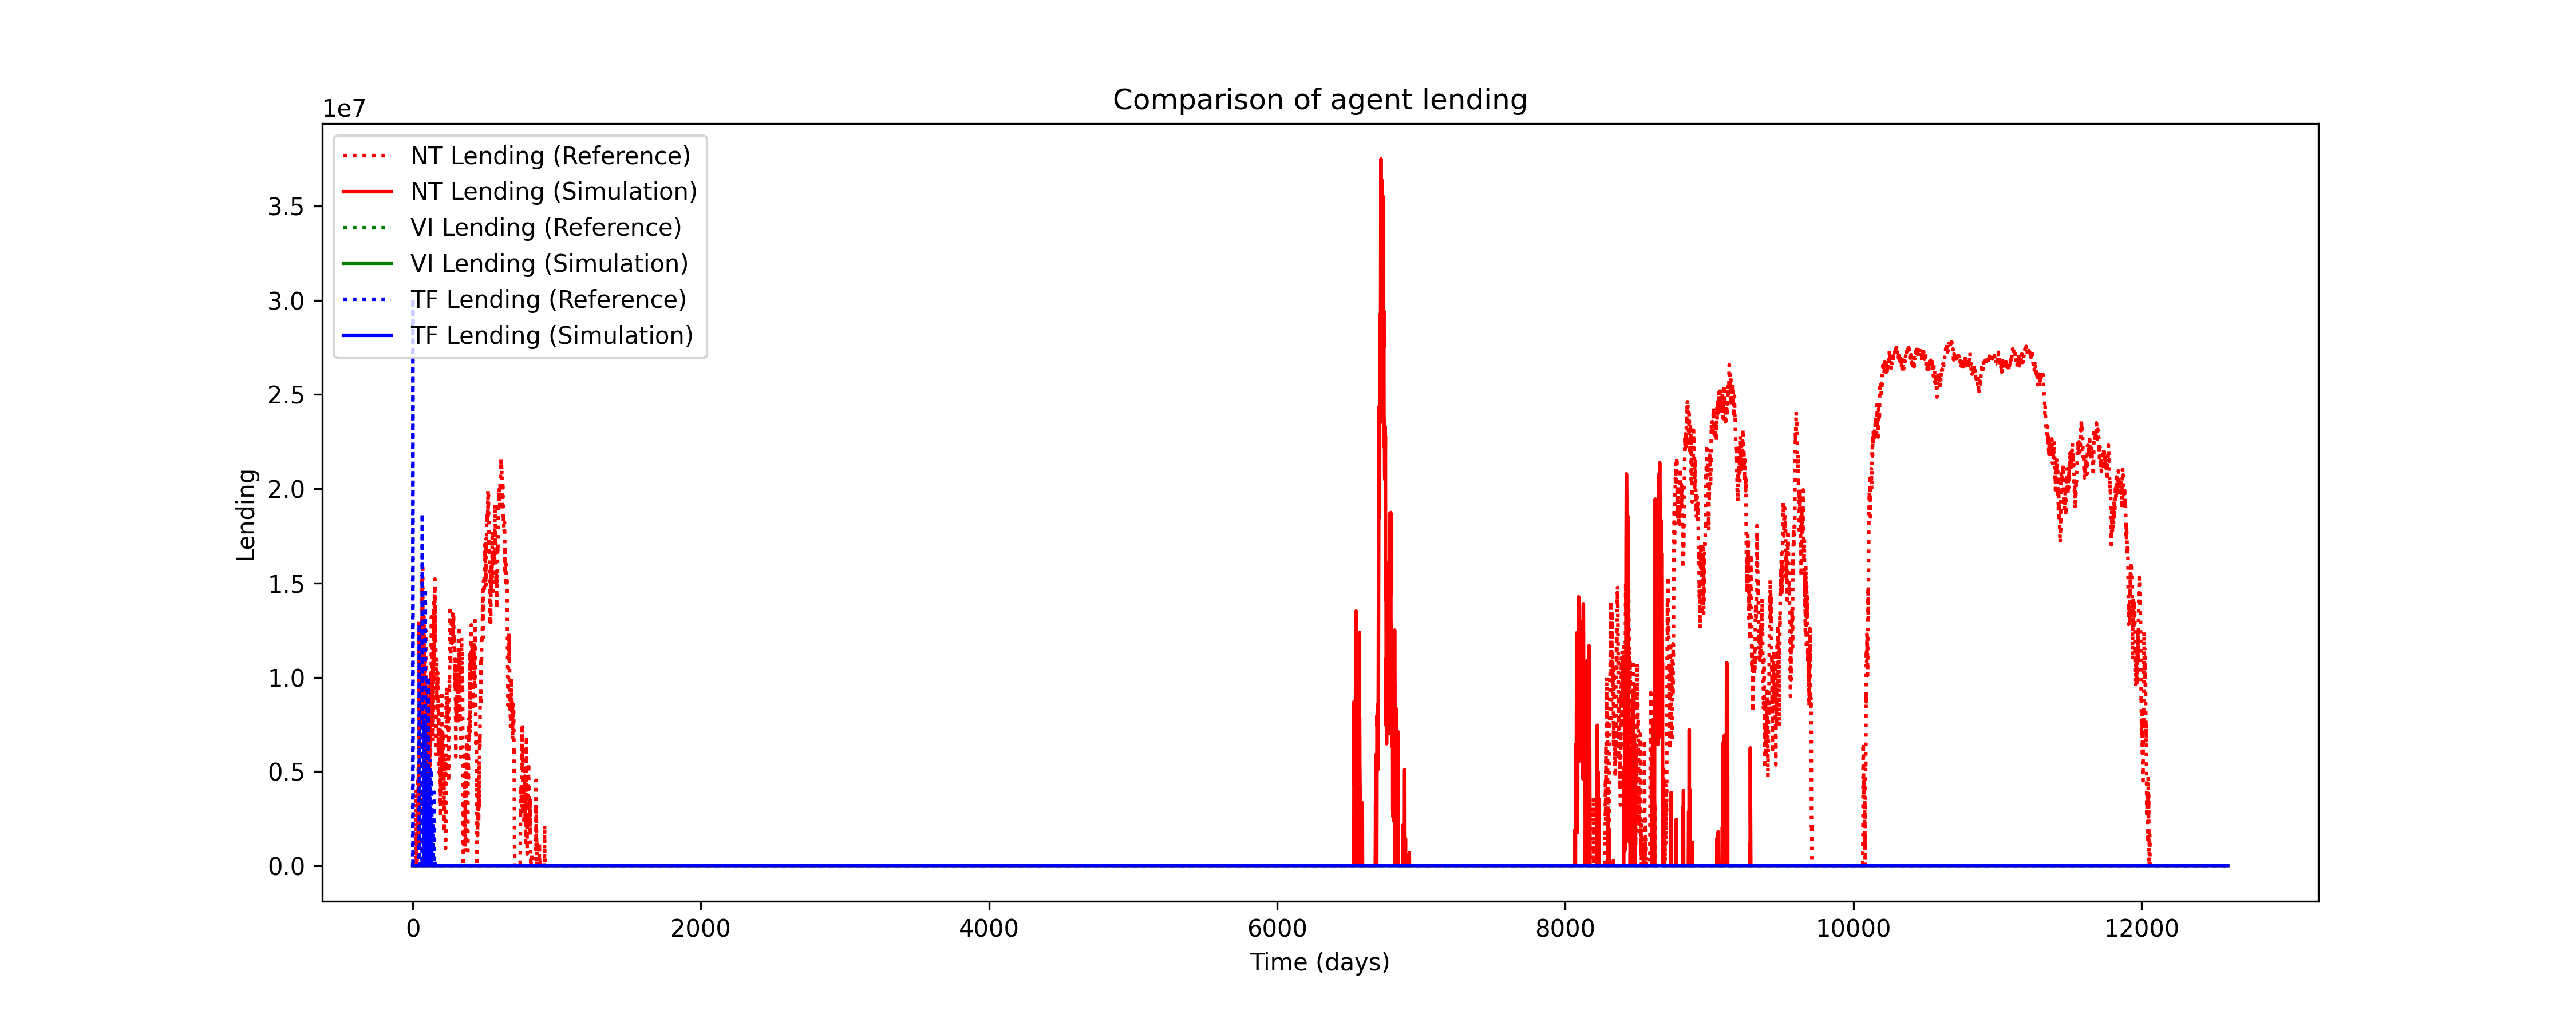 Comparison of agent lending
1e7
NT Lending (Reference)
NT Lending (Simulation)
VI Lending (Reference)
VI Lending (Simulation)
TF Lending (Reference)
TF Lending (Simulation)
3.5
3.0
2.5
2.0
1.5
1.0
0.5
0.0
Lending
0 2000 4000 6000 8000 10000 12000
Time (days)